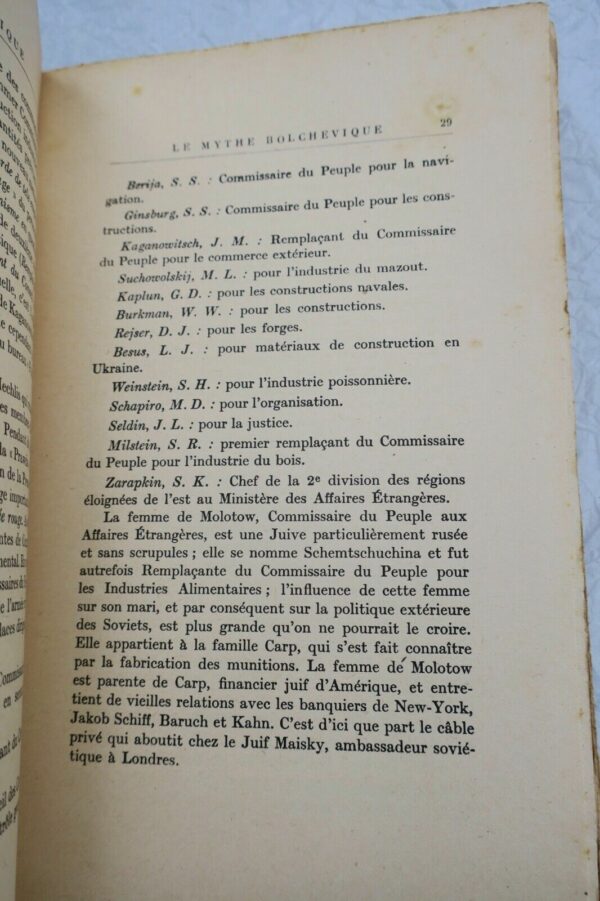 IQUE
LE MYTHE BOLCHEVIQUE 29
Berija, S. S. : Commissaire du Peuple pour la navi-
gation.
Ginsburg, S. S. : Commissaire du Peuple pour les cons-
tructions.
Kaganowitsch, J. M. : Remplaçant du Commissaire
du Peuple pour le commerce extérieur.
Suchowolskij, M. L. : pour l'industrie du mazout.
Kaplun, G. D. : pour les constructions navales.
Burkman, W. W. : pour les constructions.
Rejser, D. J. : pour les forges.
Besus, L. J. : pour matériaux de construction en
Ukraine.
Weinstein, S. H. : pour l'industrie poissonnière.
Schapiro, M. D. : pour l'organisation.
Seldin, J. L. : pour la justice.
Milstein, S. R. : premier remplaçant du Commissaire
du Peuple pour l'industrie du bois.
Zarapkin, S. K. : Chef de la 2e division des régions
éloignées de l'est au Ministère des Affaires Étrangères.
La femme de Molotow, Commissaire du Peuple aux
Affaires Étrangères, est une Juive particulièrement rusée
et sans scrupules ; elle se nomme Schemtschuchina et fut
autrefois Remplaçante du Commissaire du Peuple pour
les Industries Alimentaires ; l'influence de cette femme
sur son mari, et par conséquent sur la politique extérieure
des Soviets, est plus grande qu'on ne pourrait le croire.
Elle appartient à la famille Carp, qui s'est fait connaître
par la fabrication des munitions. La femme de Molotow
est parente de Carp, financier juif d'Amérique, et entre-
tient de vieilles relations avec les banquiers de New-York,
Jakob Schiff, Baruch et Kahn. C'est d'ici que part le câble
privé qui aboutit chez le Juif Maisky, ambassadeur sovié-
tique à Londres.